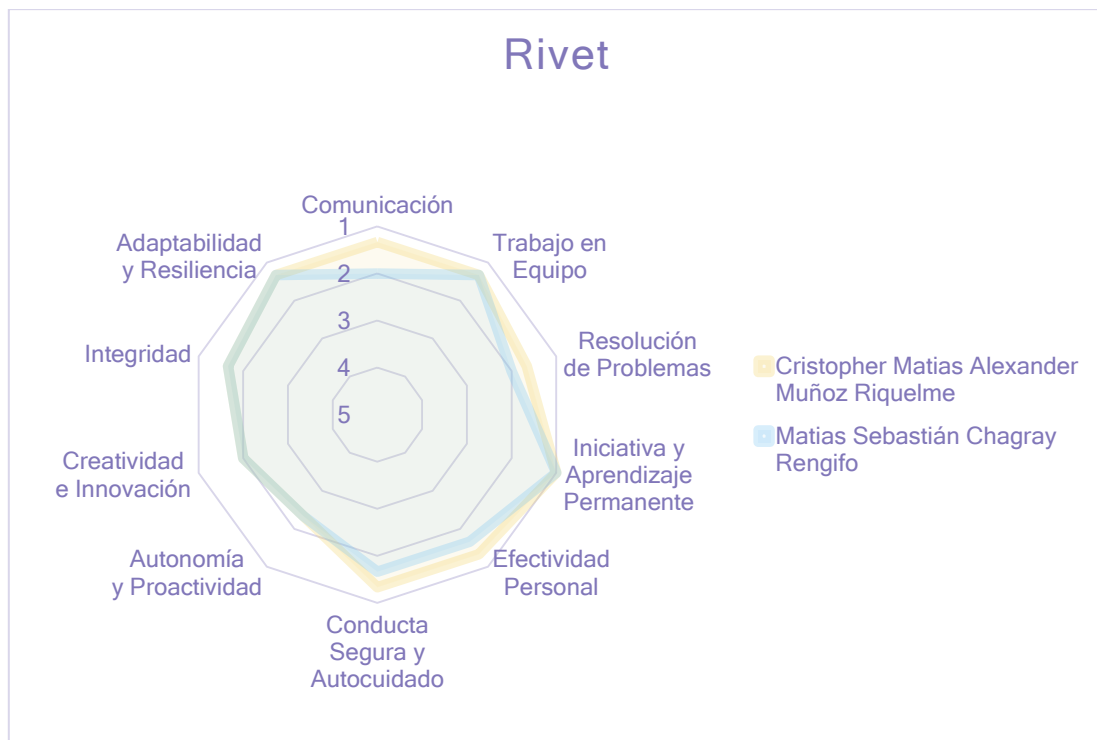 Rivet
Comunicación
1
2
3
4
5
Trabajo en
Equipo
Resolución
de Problemas
Iniciativa y
Aprendizaje
Permanente
Efectividad
Personal
Conducta
Segura y
Autocuidado
Autonomía
y Proactividad
Creatividad
e Innovación
Integridad
Adaptabilidad
y Resiliencia
Cristopher Matias Alexander
Muñoz Riquelme
Matias Sebastián Chagray
Rengifo